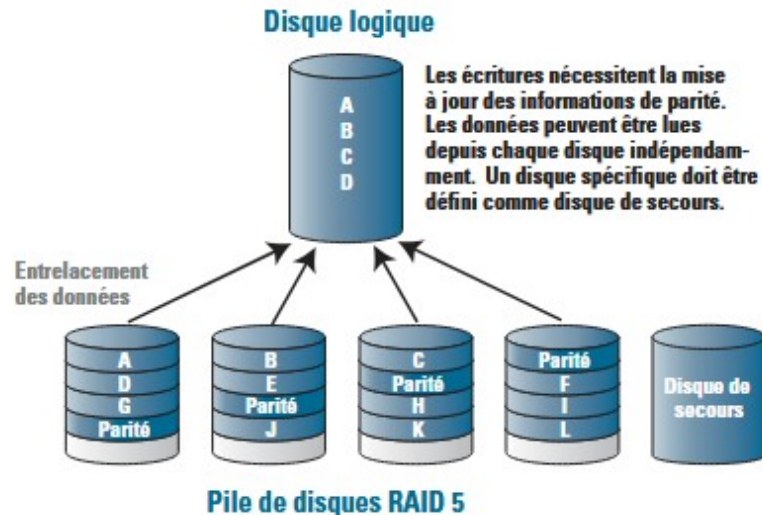 Disque logique
A
B
C
D
Les écritures nécessitent la mise
à jour des informations de parité.
Les données peuvent être lues
depuis chaque disque indépendam-
ment. Un disque spécifique doit être
défini comme disque de secours.
Entrelacement
des données
A
D
G
Parité
B
E
Parité
J
C
Parité
H
K
Parité
F
I
L
Disque de
secours
Pile de disques RAID 5